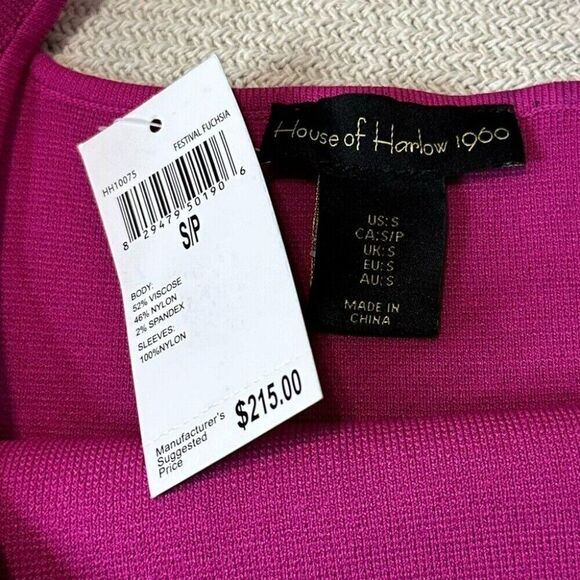 HH10075
FESTIVAL FUCHSIA
8 29479 50190 6
S/P
BODY:
52% VISCOSE
46% NYLON
2% SPANDEX
SLEEVES:
100%NYLON
Manufacturer's
Suggested
Price
$215.00
House of Harlow 1960
US: S
CA: S/P
UK: S
EU: S
AU: S
MADE IN
CHINA